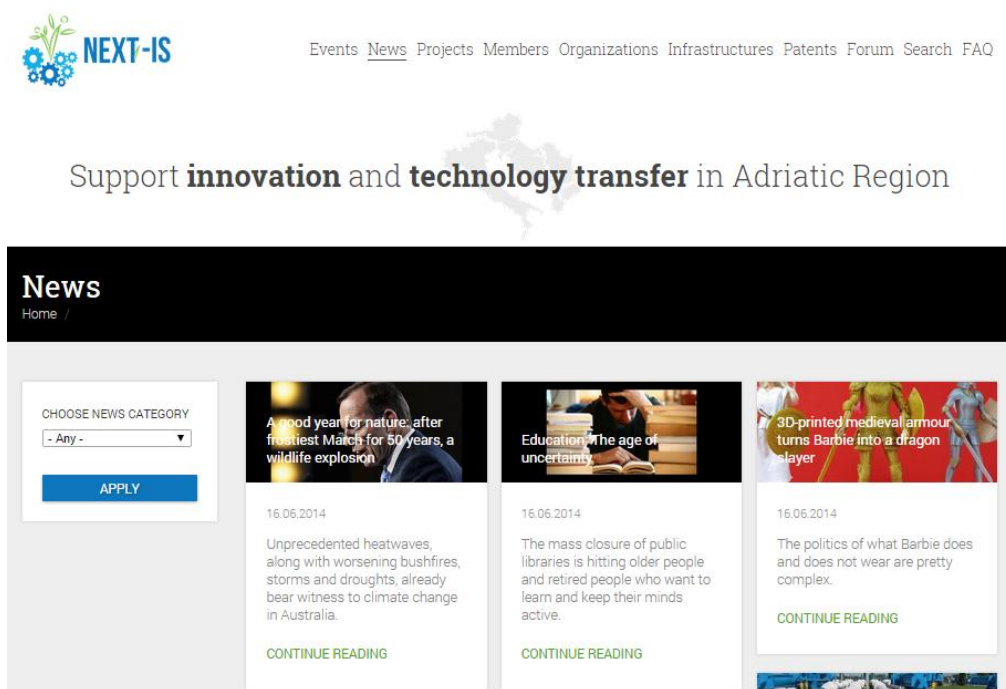 NEXT-IS
Events News Projects Members Organizations Infrastructures Patents Forum Search FAQ
Support innovation and technology transfer in Adriatic Region
News
Home /
CHOOSE NEWS CATEGORY
- Any -
APPLY
A good year for nature: after
frostiest March for 50 years, a
wildlife explosion
16.06.2014
Unprecedented heatwaves,
along with worsening bushfires,
storms and droughts, already
bear witness to climate change
in Australia.
CONTINUE READING
Education: The age of
uncertainty
16.06.2014
The mass closure of public
libraries is hitting older people
and retired people who want to
learn and keep their minds
active.
CONTINUE READING
3D-printed medieval armour
turns Barbie into a dragon
slayer
16.06.2014
The politics of what Barbie does
and does not wear are pretty
complex.
CONTINUE READING